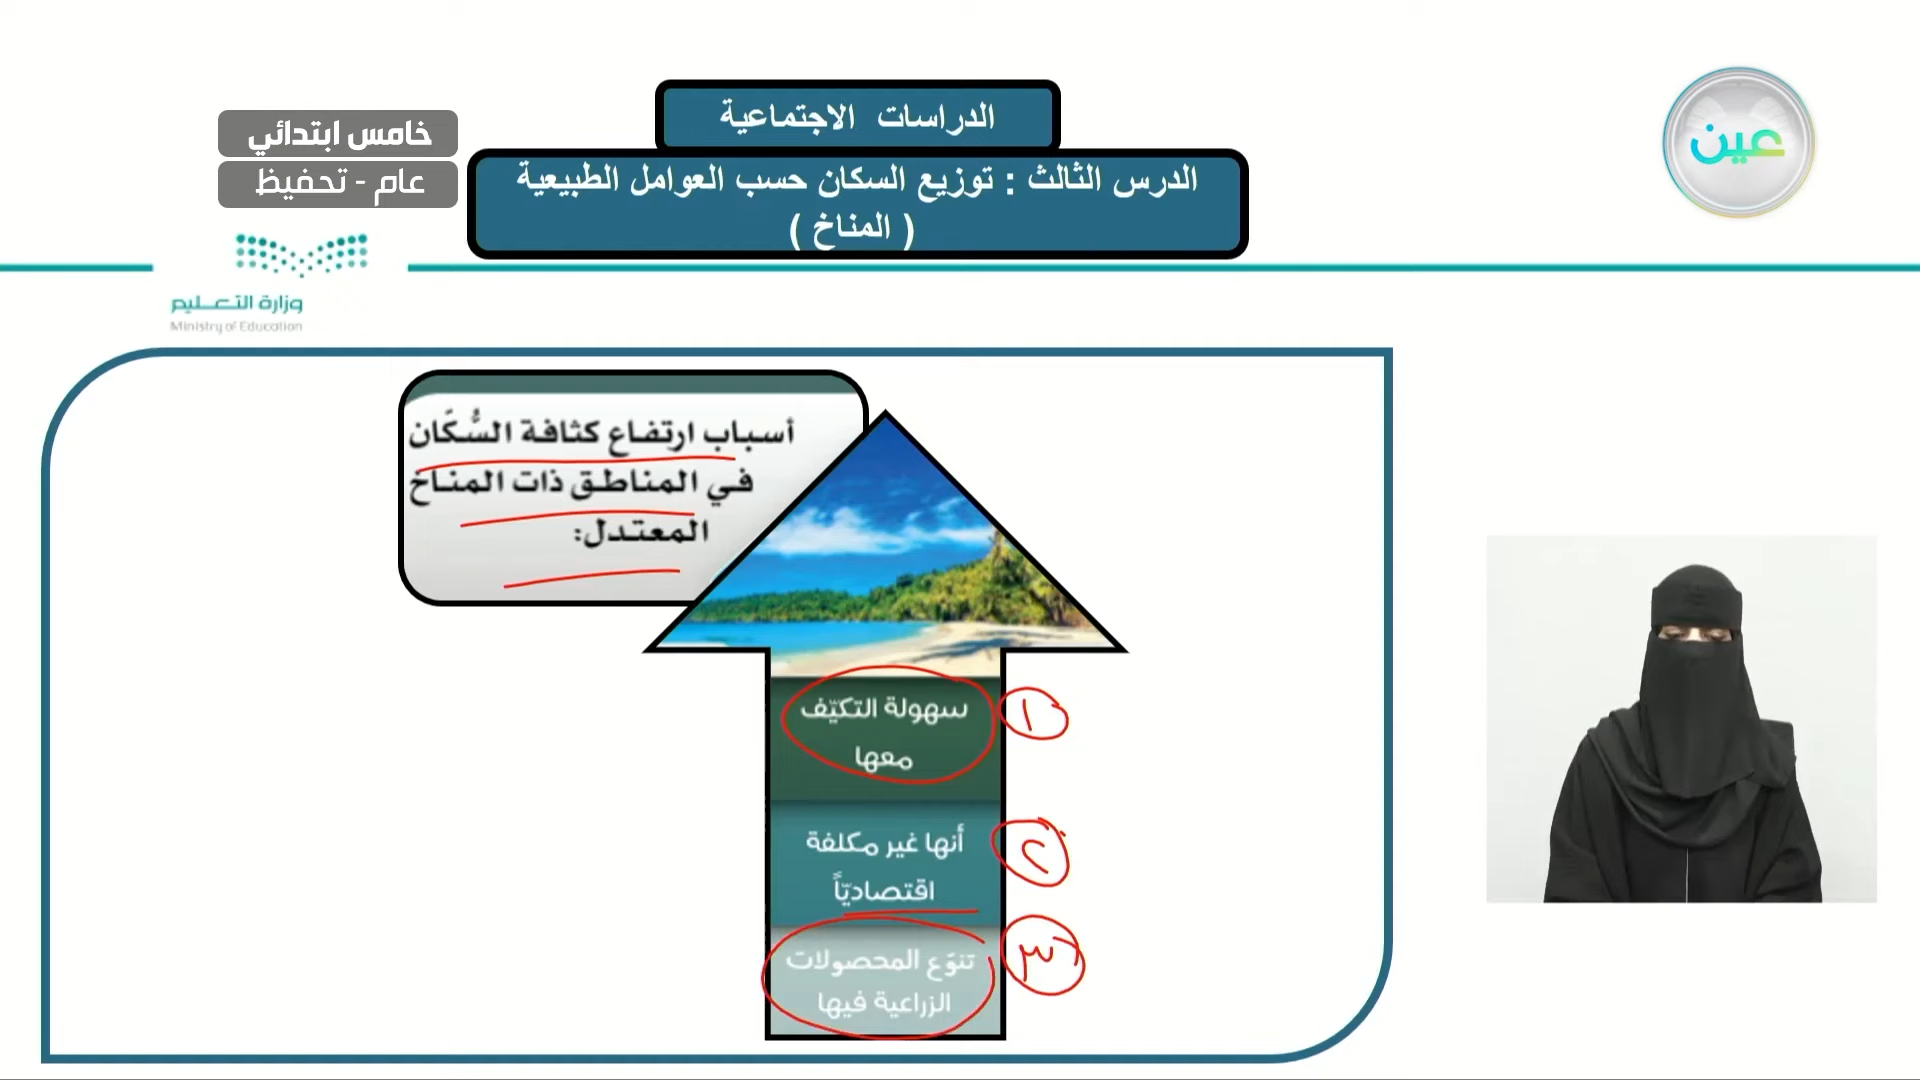 الدراسات الاجتماعية
الدرس الثالث : توزيع السكان حسب العوامل الطبيعية
( المناخ )
خامس ابتدائي
عام - تحفيظ
عين
وزارة التعليم
Ministry of Education
أسباب ارتفاع كثافة السُّكّان
في المناطق ذات المناخ
المعتدل:
سهولة التكيّف
معها
١
أنها غير مكلفة
اقتصاديّاً
٢
تنوّع المحصولات
الزراعية فيها
٣